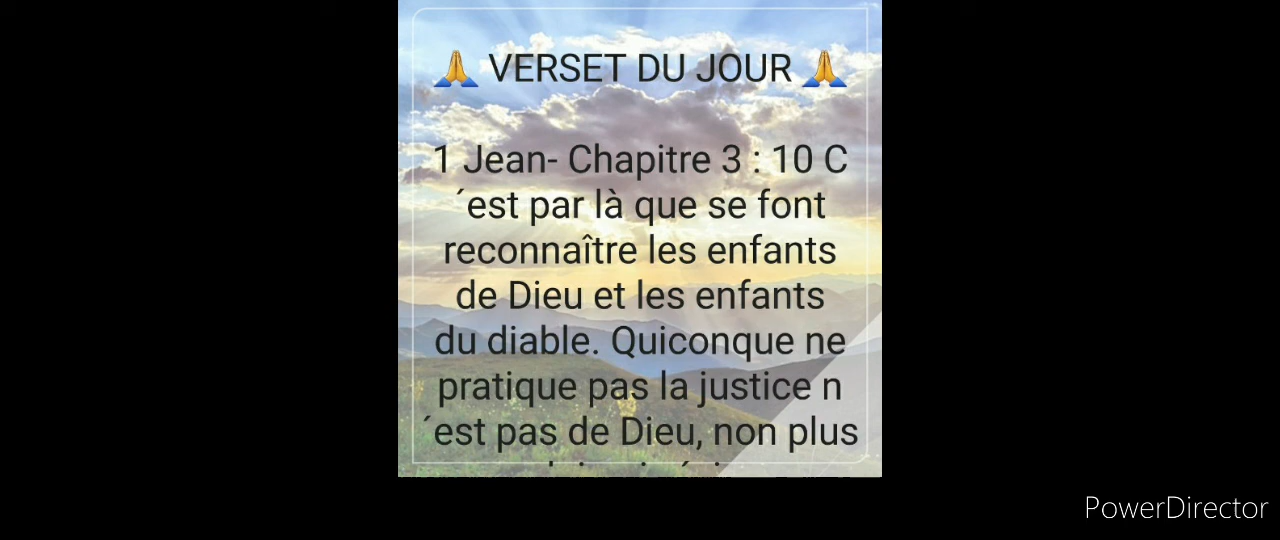 🙏 VERSET DU JOUR 🙏
1 Jean- Chapitre 3 : 10 C
´est par là que se font
reconnaître les enfants
de Dieu et les enfants
du diable. Quiconque ne
pratique pas la justice n
´est pas de Dieu, non plus
PowerDirector